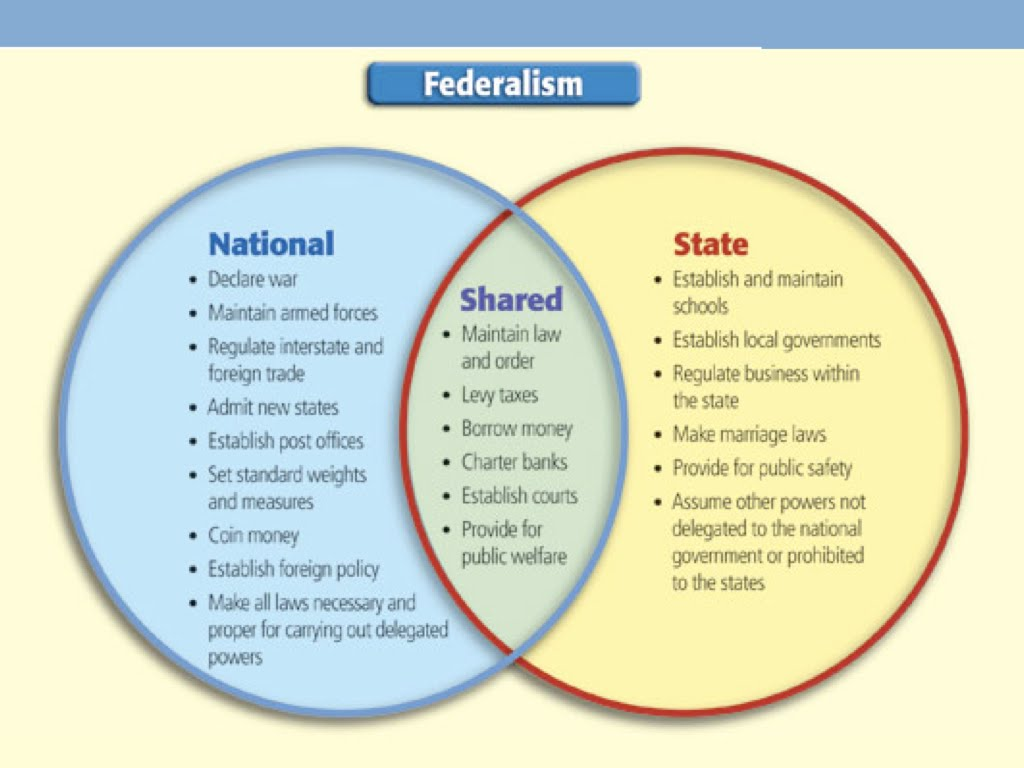 Federalism
National
• Declare war
• Maintain armed forces
• Regulate interstate and
foreign trade
• Admit new states
• Establish post offices
• Set standard weights
and measures
• Coin money
• Establish foreign policy
• Make all laws necessary and
proper for carrying out delegated
powers
Shared
• Maintain law
and order
• Levy taxes
• Borrow money
• Charter banks
• Establish courts
• Provide for
public welfare
State
• Establish and maintain
schools
• Establish local governments
• Regulate business within
the state
• Make marriage laws
• Provide for public safety
• Assume other powers not
delegated to the national
government or prohibited
to the states